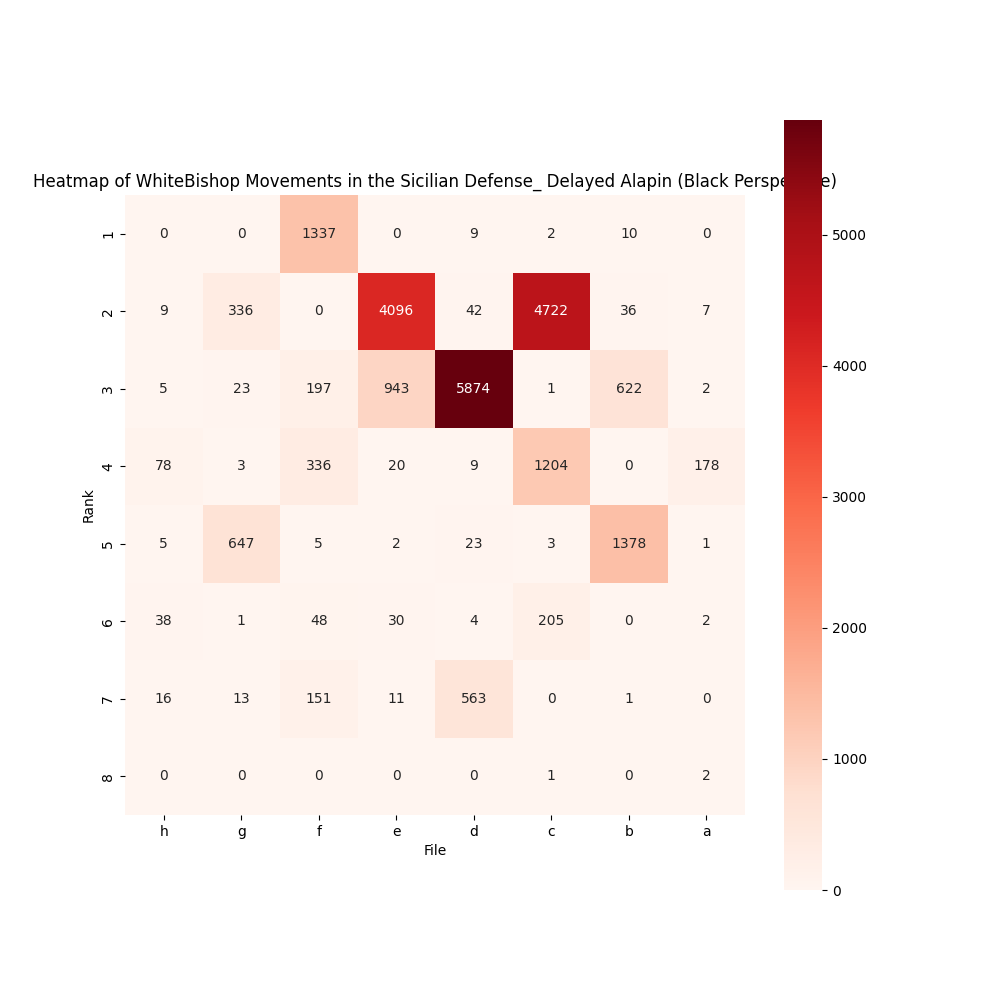 Heatmap of WhiteBishop Movements in the Sicilian Defense_ Delayed Alapin (Black Perspe    e)
1 0 0 1337 0 9 2 10 0
2 9 336 0 4096 42 4722 36 7
3 5 23 197 943 5874 1 622 2
4 78 3 336 20 9 1204 0 178
5 5 647 5 2 23 3 1378 1
6 38 1 48 30 4 205 0 2
7 16 13 151 11 563 0 1 0
8 0 0 0 0 0 1 0 2
h g f e d c b a
File
Rank
5000
4000
3000
2000
1000
0